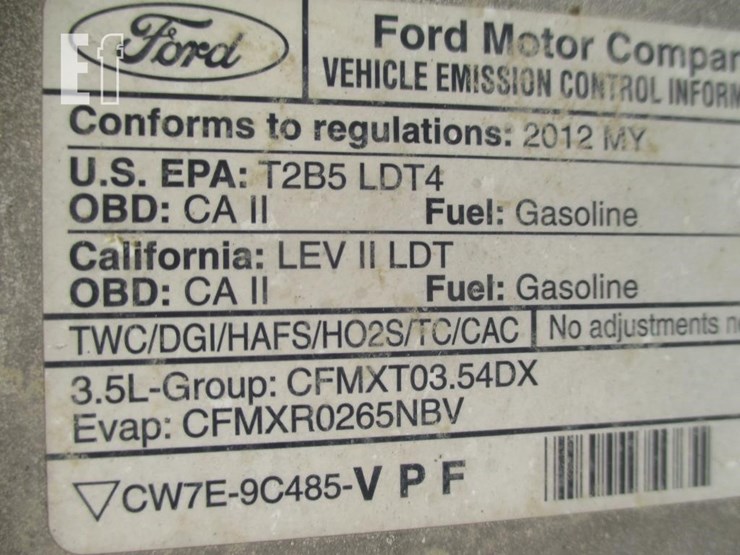 Ef
Ford
Ford Motor
VEHICLE EMISSION CONTROL
Conforms to regulations: 2012 MY
U.S. EPA: T2B5 LDT4
OBD: CA II Fuel: Gasoline
California: LEV II LDT
OBD: CA II Fuel: Gasoline
TWC/DGI/HAFS/HO2S/TC/CAC No adjustments
3.5L-Group: CFMXT03.54DX
Evap: CFMXR0265NBV
CW7E-9C485-V P F